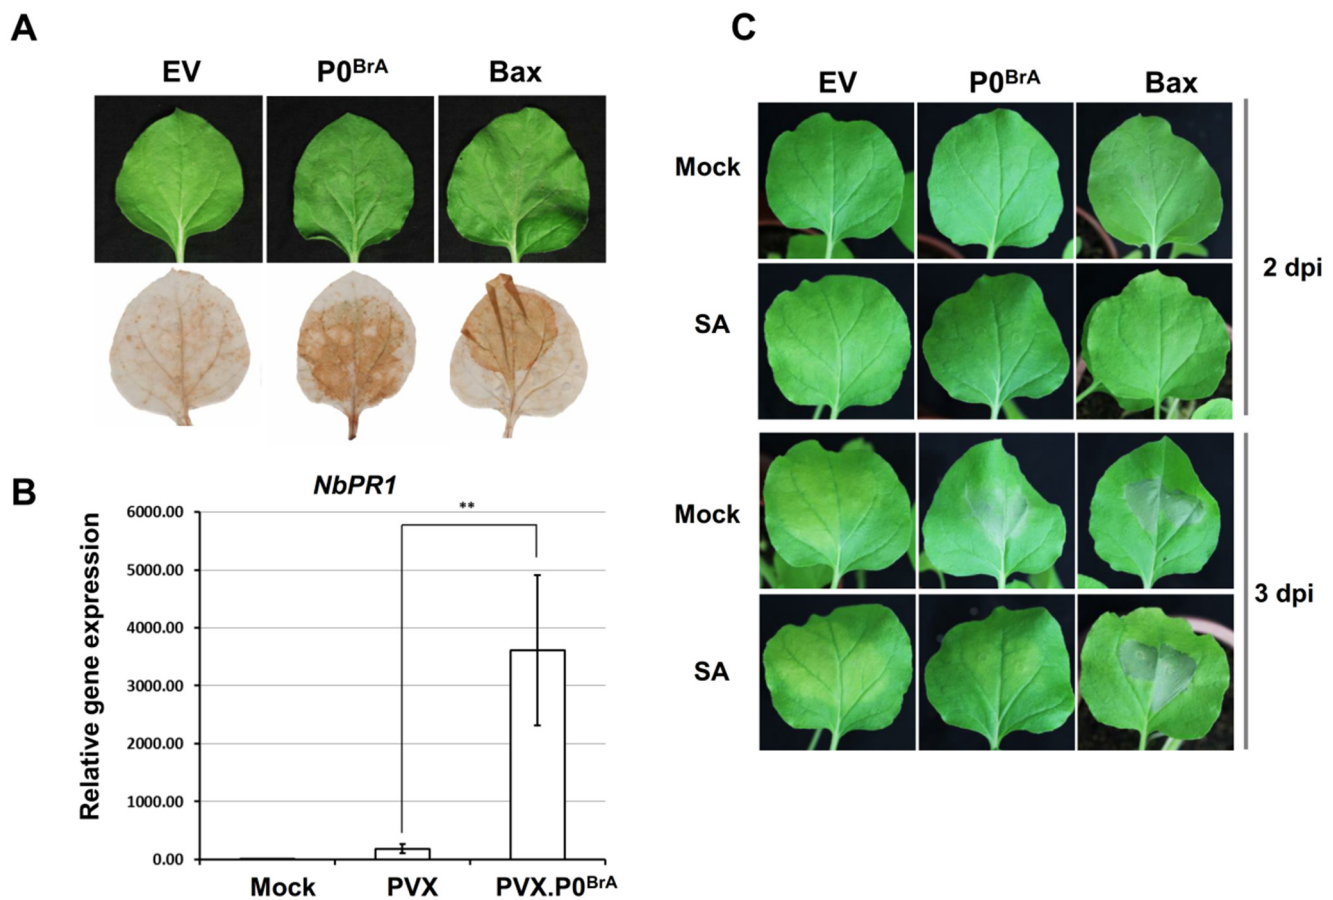 A
EV P0BrA Bax
B
NbPR1
**
Relative gene expression
6000.00
5000.00
4000.00
3000.00
2000.00
1000.00
0.00
Mock PVX PVX.P0BrA
C
EV P0BrA Bax
Mock
SA
2 dpi
Mock
SA
3 dpi